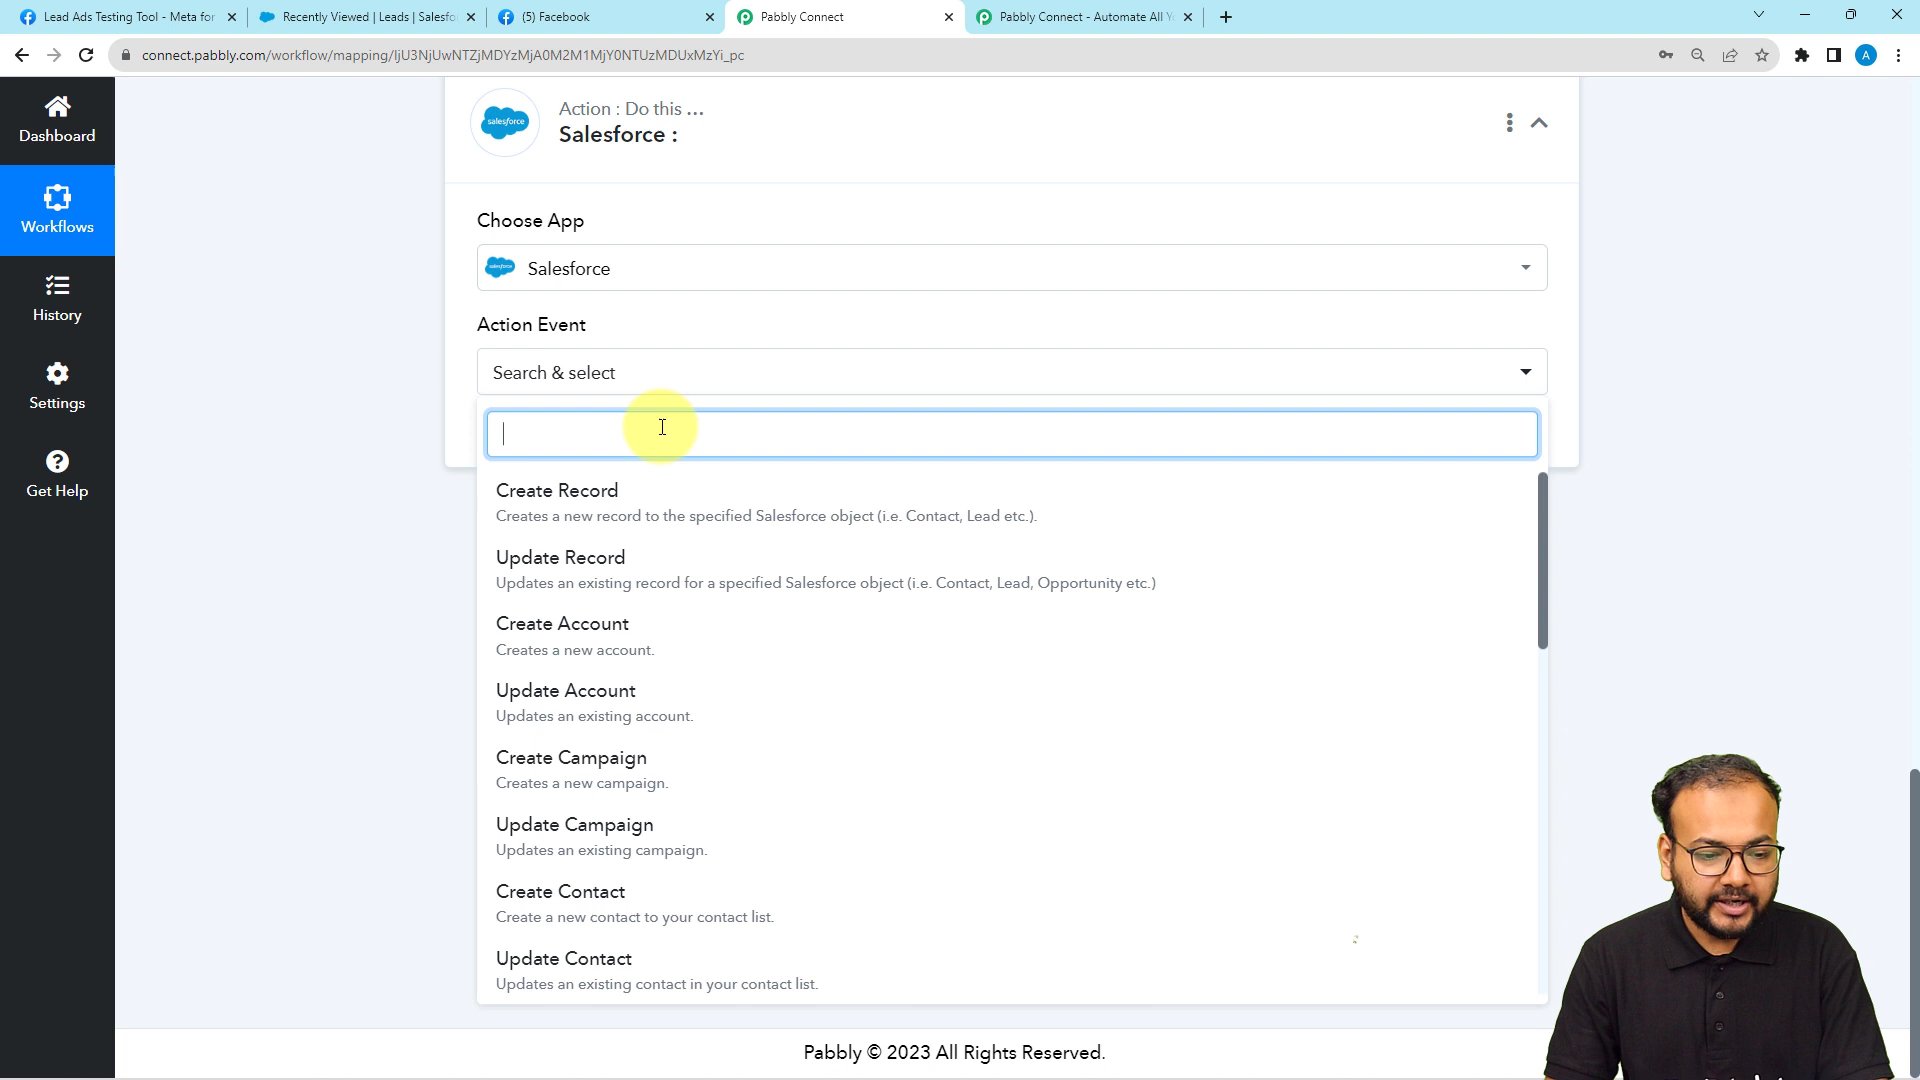 Lead Ads Testing Tool - Meta for
Recently Viewed | Leads | Salesfo
(5) Facebook
Pabbly Connect
Pabbly Connect - Automate All Y
connect.pabbly.com/workflow/mapping/IjU3NjUwNTZjMDYzMjA0M2M1MjY0NTUzMDUxMzYi_pc
A
Dashboard
Workflows
History
Settings
Get Help
salesforce
Action : Do this ...
Salesforce :
Choose App
salesforce
Salesforce
Action Event
Search & select
Create Record
Creates a new record to the specified Salesforce object (i.e. Contact, Lead etc.).
Update Record
Updates an existing record for a specified Salesforce object (i.e. Contact, Lead, Opportunity etc.)
Create Account
Creates a new account.
Update Account
Updates an existing account.
Create Campaign
Creates a new campaign.
Update Campaign
Updates an existing campaign.
Create Contact
Create a new contact to your contact list.
Update Contact
Updates an existing contact in your contact list.
Pabbly © 2023 All Rights Reserved.